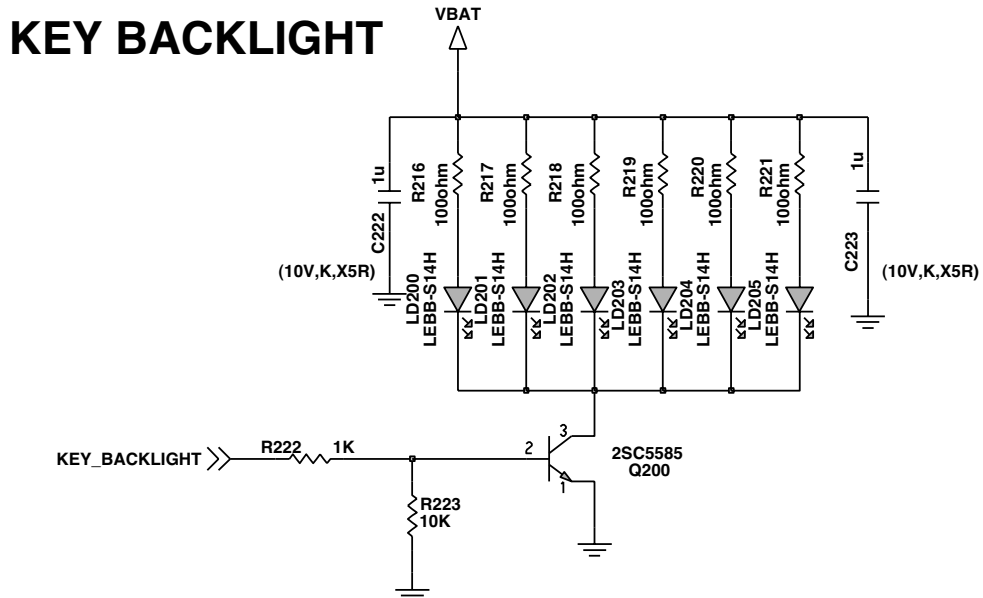 KEY BACKLIGHT
VBAT
1u
C222
(10V,K,X5R)
R216
100ohm
R217
100ohm
R218
100ohm
R219
100ohm
R220
100ohm
R221
100ohm
1u
C223
(10V,K,X5R)
LD200
LEBB-S14H
LD201
LEBB-S14H
LD202
LEBB-S14H
LD203
LEBB-S14H
LD204
LEBB-S14H
LD205
LEBB-S14H
KEY_BACKLIGHT
R222 1K
2
3
1
2SC5585
Q200
R223
10K